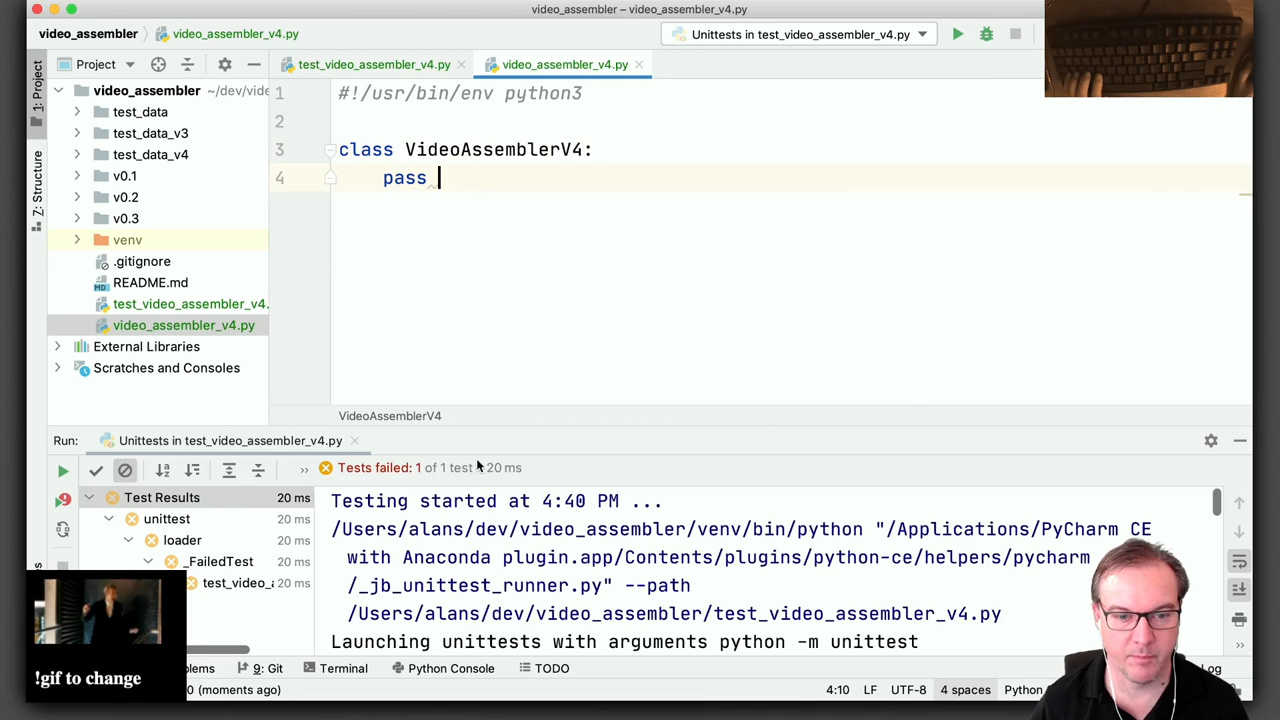 video_assembler – video_assembler_v4.py
video_assembler
video_assembler_v4.py
Unittests in test_video_assembler_v4.py
1: Project
Z: Structure
Project
test_video_assembler_v4.py
video_assembler_v4.py
video_assembler ~/dev/vide
test_data
test_data_v3
test_data_v4
v0.1
v0.2
v0.3
venv
.gitignore
README.md
test_video_assembler_v4.
video_assembler_v4.py
External Libraries
Scratches and Consoles
1 #!/usr/bin/env python3
2
3 class VideoAssemblerV4:
4 pass
VideoAssemblerV4
Run: Unittests in test_video_assembler_v4.py
» Tests failed: 1 of 1 test – 20 ms
Test Results 20 ms
unittest 20 ms
loader 20 ms
_FailedTest 20 ms
test_video_a 20 ms
Testing started at 4:40 PM ...
/Users/alans/dev/video_assembler/venv/bin/python "/Applications/PyCharm CE
with Anaconda plugin.app/Contents/plugins/python-ce/helpers/pycharm
/_jb_unittest_runner.py" --path
/Users/alans/dev/video_assembler/test_video_assembler_v4.py
Launching unittests with arguments python -m unittest
!gif to change
blems 9: Git Terminal Python Console TODO Log
0 (moments ago) 4:10 LF UTF-8 4 spaces Python